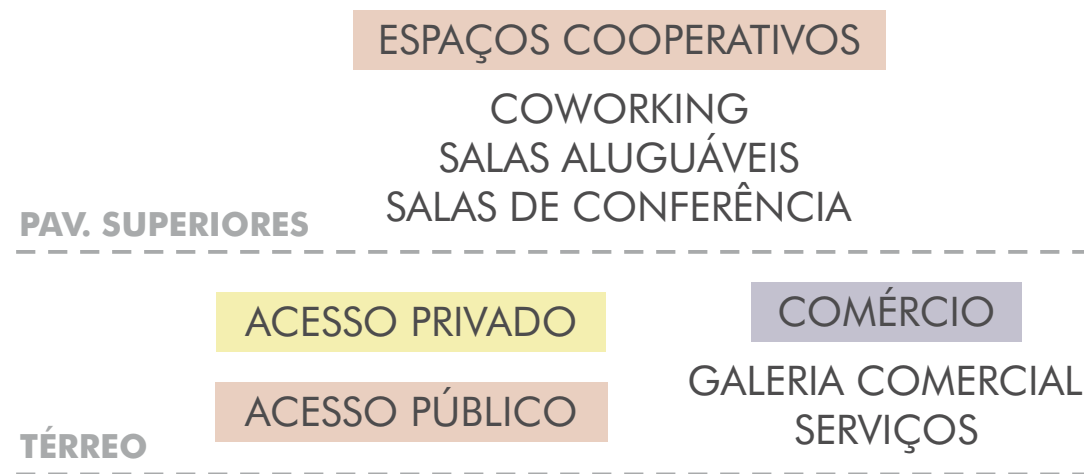 ESPAÇOS COOPERATIVOS
COWORKING
SALAS ALUGUÁVEIS
SALAS DE CONFERÊNCIA
PAV. SUPERIORES
ACESSO PRIVADO
ACESSO PÚBLICO
COMÉRCIO
GALERIA COMERCIAL
SERVIÇOS
TÉRREO